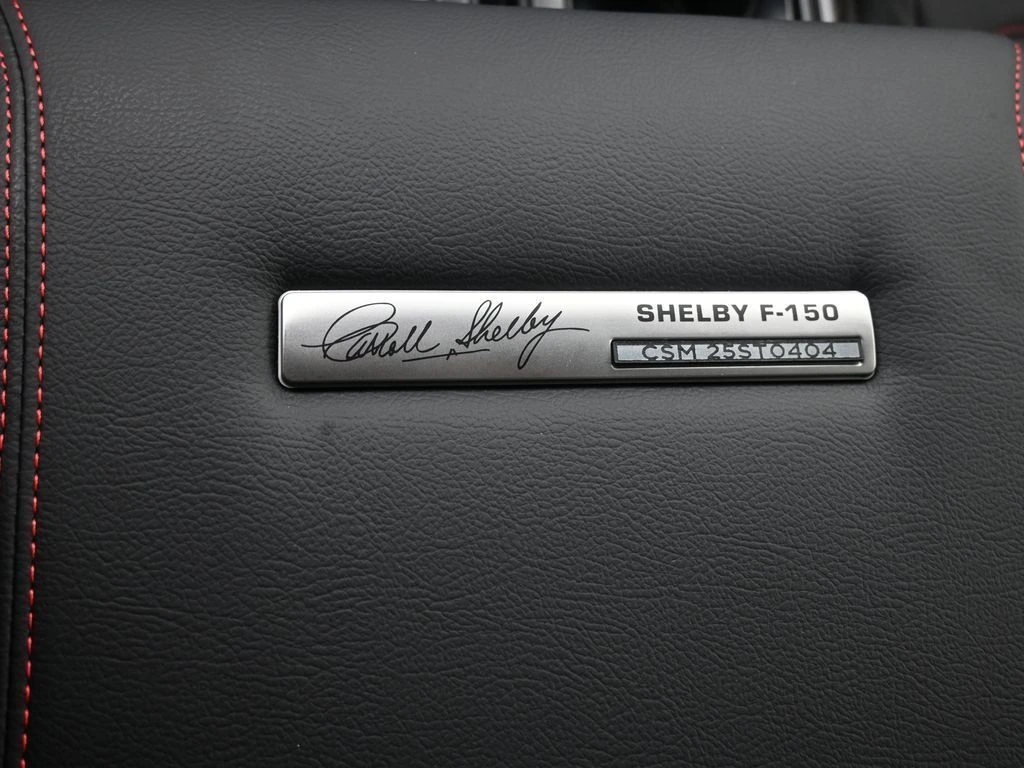 Carroll Shelby
SHELBY F-150
CSM 25ST0404